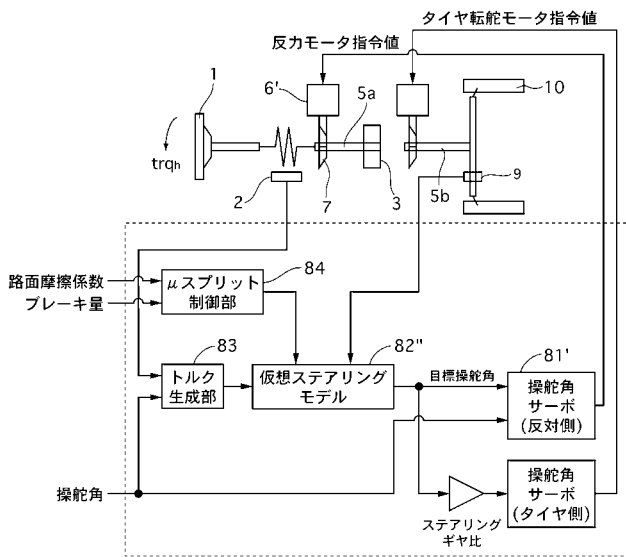 タイヤ転舵モータ指令値
反力モータ指令値
1
6'
5a
10
trqh
2
7
3
5b
9
路面摩擦係数
ブレーキ量
μスプリット
制御部
84
83
トルク
生成部
82"
仮想ステアリング
モデル
目標操舵角
81'
操舵角
サーボ
(反対側)
操舵角
ステアリング
ギヤ比
操舵角
サーボ
(タイヤ側)